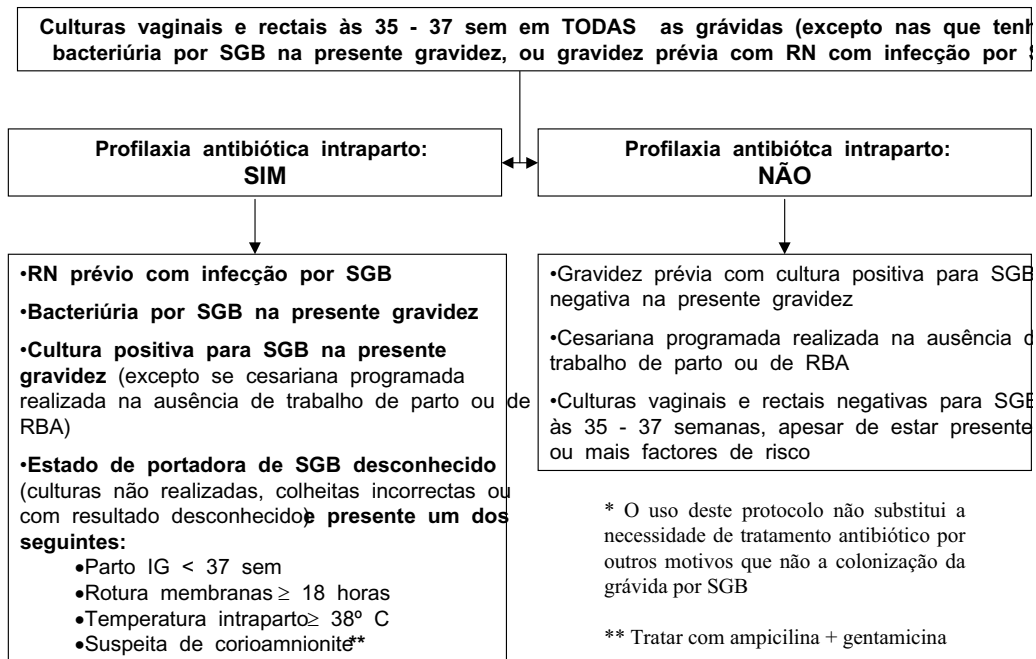 Culturas vaginais e rectais às 35 - 37 sem em TODAS as grávidas (excepto nas que tenh
bacteriúria por SGB na presente gravidez, ou gravidez prévia com RN com infecção por S
Profilaxia antibiótica intraparto:
SIM
Profilaxia antibiótca intraparto:
NÃO
•RN prévio com infecção por SGB
•Bacteriúria por SGB na presente gravidez
•Cultura positiva para SGB na presente
gravidez (excepto se cesariana programada
realizada na ausência de trabalho de parto ou de
RBA)
•Estado de portadora de SGB desconhecido
(culturas não realizadas, colheitas incorrectas ou
com resultado desconhecido) e presente um dos
seguintes:
•Parto IG < 37 sem
•Rotura membranas ≥ 18 horas
•Temperatura intraparto ≥ 38º C
•Suspeita de corioamnionite**
•Gravidez prévia com cultura positiva para SGB
negativa na presente gravidez
•Cesariana programada realizada na ausência d
trabalho de parto ou de RBA
•Culturas vaginais e rectais negativas para SGB
às 35 - 37 semanas, apesar de estar presente
ou mais factores de risco
* O uso deste protocolo não substitui a
necessidade de tratamento antibiótico por
outros motivos que não a colonização da
grávida por SGB
** Tratar com ampicilina + gentamicina